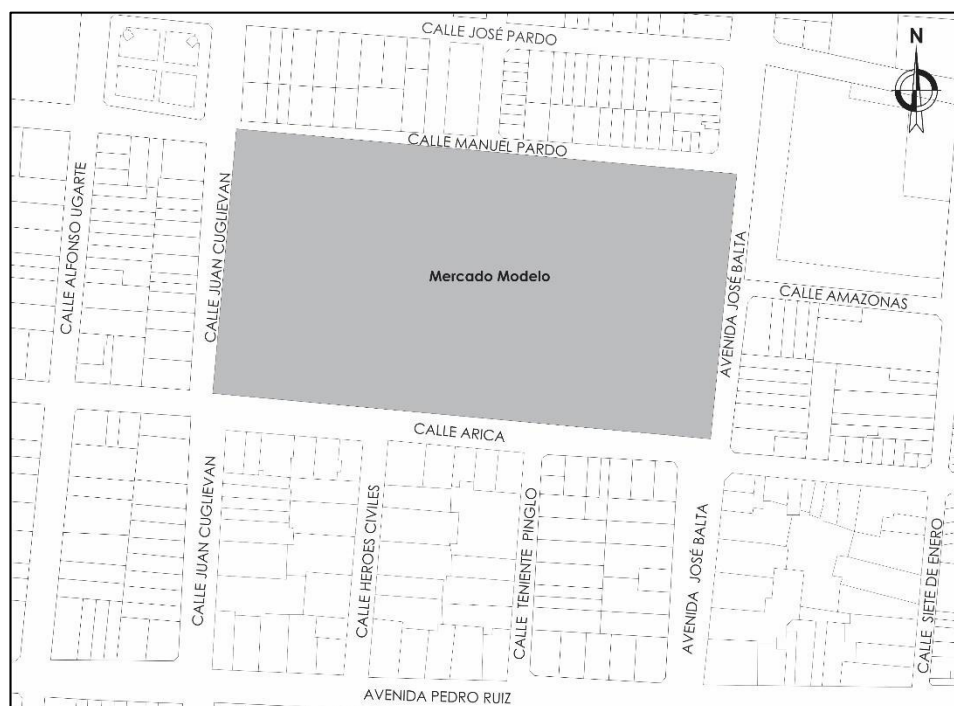 CALLE JOSÉ PARDO
N
CALLE MANUEL PARDO
CALLE ALFONSO UGARTE
CALLE JUAN CUGLIEVAN
Mercado Modelo
AVENIDA JOSÉ BALTA
CALLE AMAZONAS
CALLE ARICA
CALLE JUAN CUGLIEVAN
CALLE HEROES CIVILES
CALLE TENIENTE PINGLO
AVENIDA JOSÉ BALTA
CALLE SIETE DE ENERO
AVENIDA PEDRO RUIZ